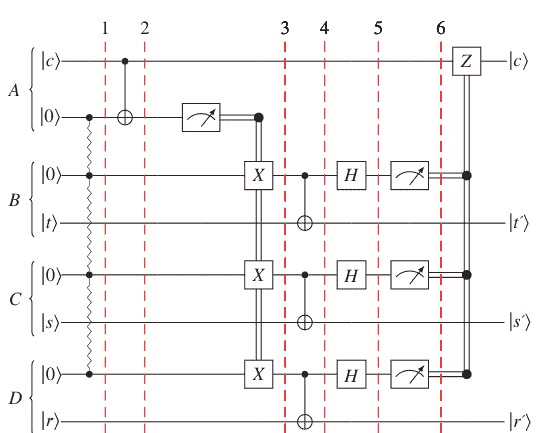 1 2 3 4 5 6
A |c⟩ Z |c⟩
|0⟩
B |0⟩ X H
|t⟩ |t′⟩
C |0⟩ X H
|s⟩ |s′⟩
D |0⟩ X H
|r⟩ |r′⟩